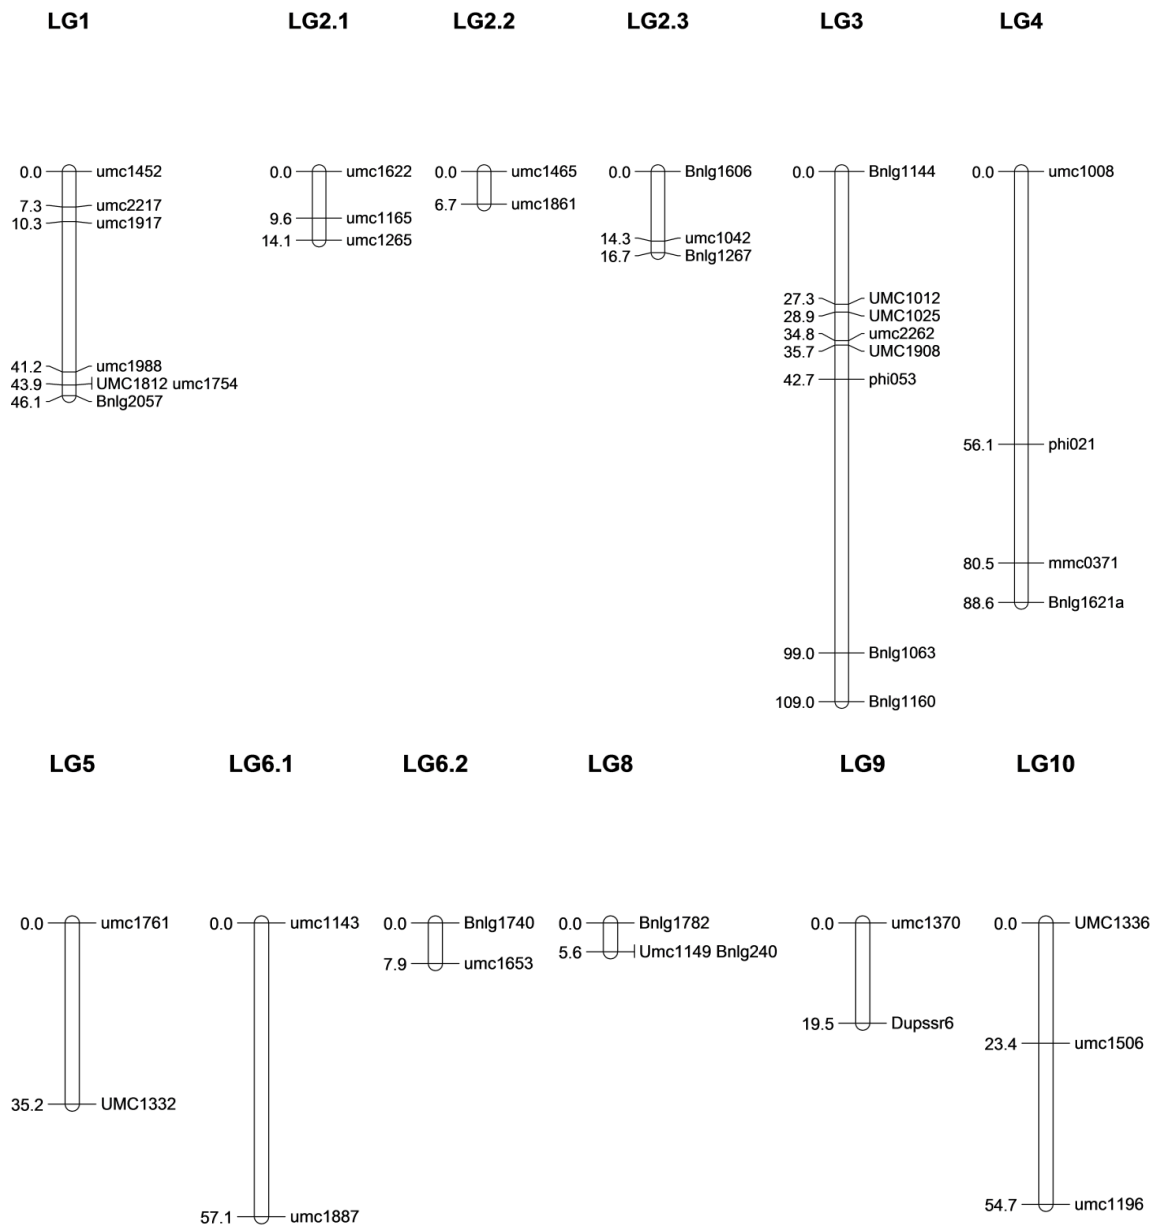 LG1 LG2.1 LG2.2 LG2.3 LG3 LG4
0.0 umc1452
7.3 umc2217
10.3 umc1917
41.2 umc1988
43.9 UMC1812 umc1754
46.1 Bnlg2057
0.0 umc1622
9.6 umc1165
14.1 umc1265
0.0 umc1465
6.7 umc1861
0.0 Bnlg1606
14.3 umc1042
16.7 Bnlg1267
0.0 Bnlg1144
27.3 UMC1012
28.9 UMC1025
34.8 umc2262
35.7 UMC1908
42.7 phi053
99.0 Bnlg1063
109.0 Bnlg1160
0.0 umc1008
56.1 phi021
80.5 mmc0371
88.6 Bnlg1621a
LG5 LG6.1 LG6.2 LG8 LG9 LG10
0.0 umc1761
35.2 UMC1332
0.0 umc1143
57.1 umc1887
0.0 Bnlg1740
7.9 umc1653
0.0 Bnlg1782
5.6 Umc1149 Bnlg240
0.0 umc1370
19.5 Dupssr6
0.0 UMC1336
23.4 umc1506
54.7 umc1196